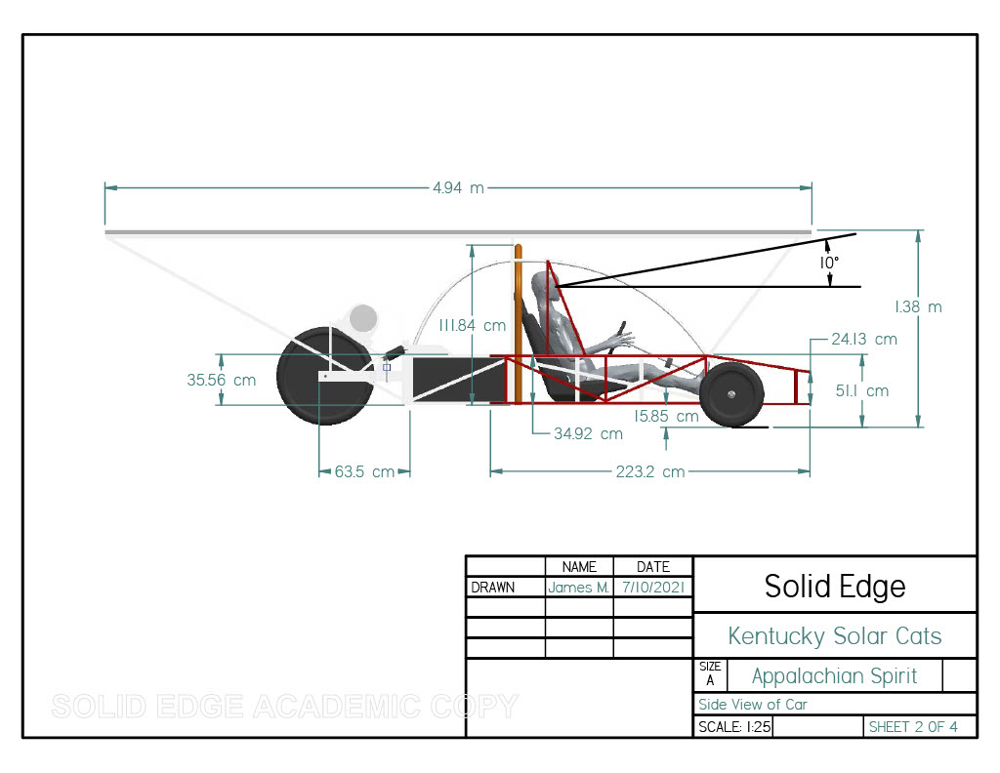 4.94 m
10°
1.38 m
111.84 cm
24.13 cm
35.56 cm
51.1 cm
15.85 cm
34.92 cm
63.5 cm
223.2 cm
NAME DATE
DRAWN James M. 7/10/2021
Solid Edge
Kentucky Solar Cats
SIZE
A
Appalachian Spirit
Side View of Car
SCALE: 1:25
SHEET 2 OF 4
SOLID EDGE ACADEMIC COPY